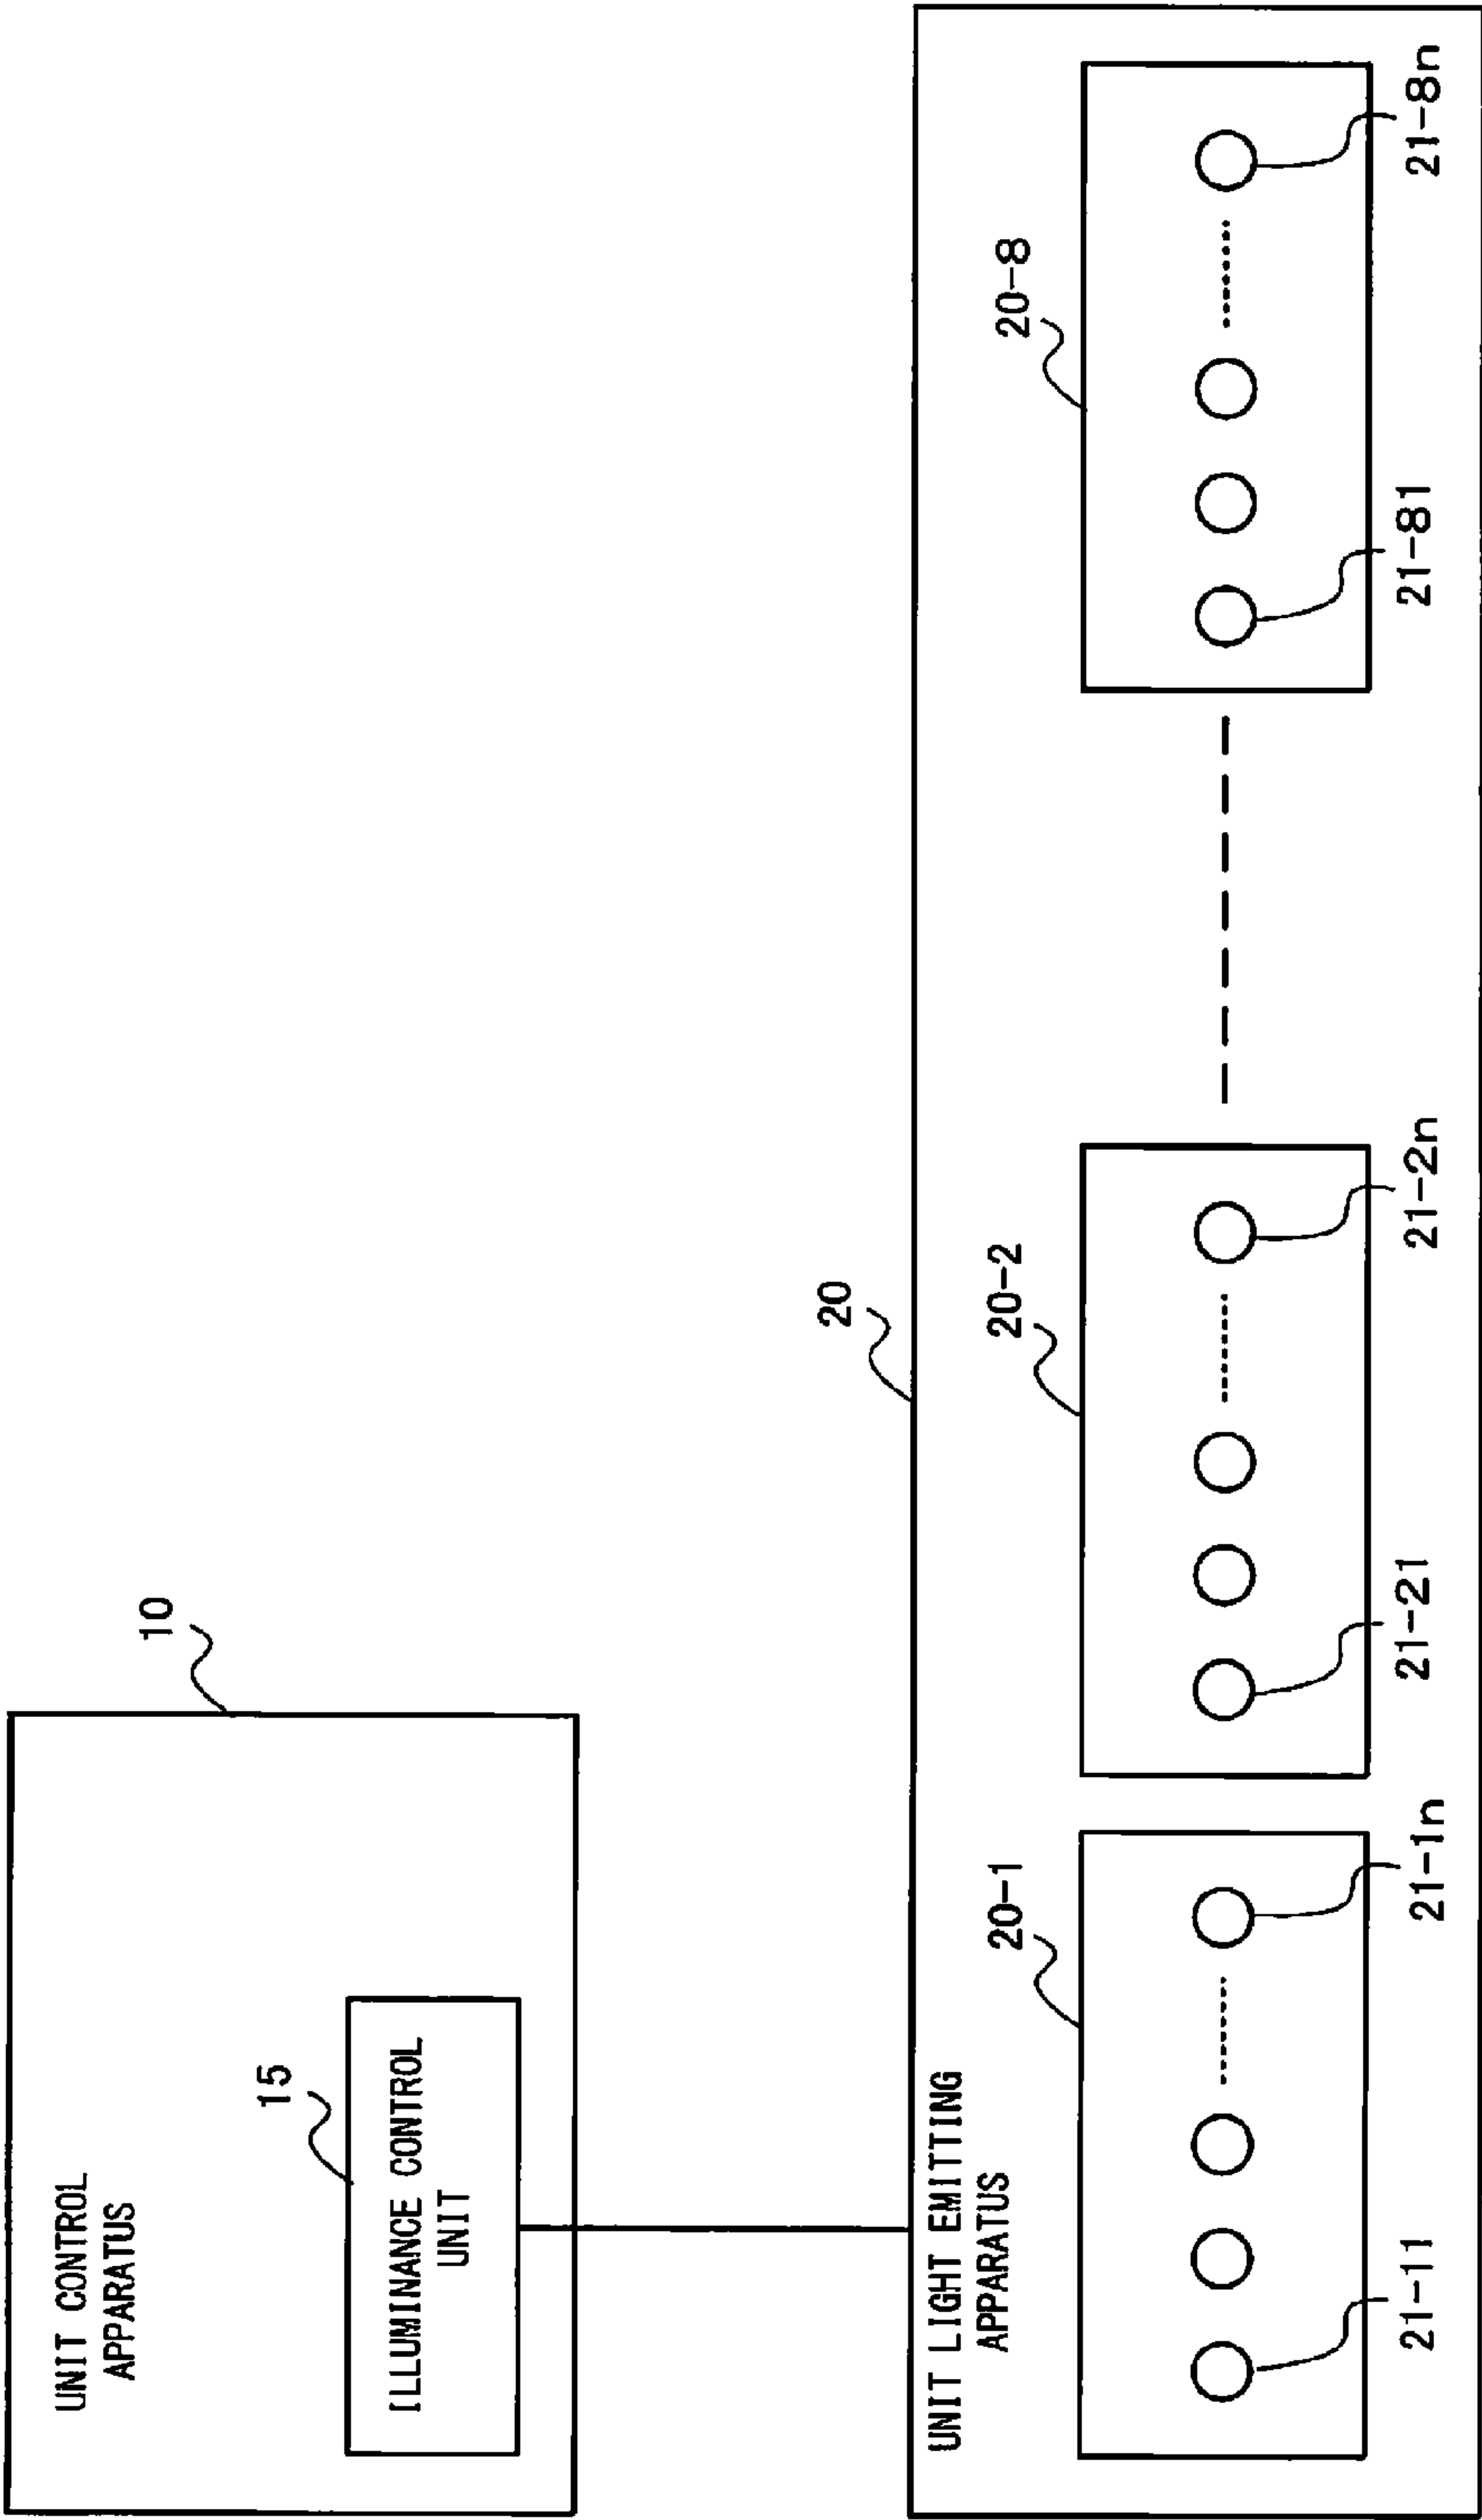 10
UNIT CONTROL
APPARATUS
15
ILLUMINANCE CONTROL
UNIT
20
UNIT LIGHT EMITTING
APPARATUS
20-1
20-2
20-8
21-11
21-1n
21-21
21-2n
21-81
21-8n